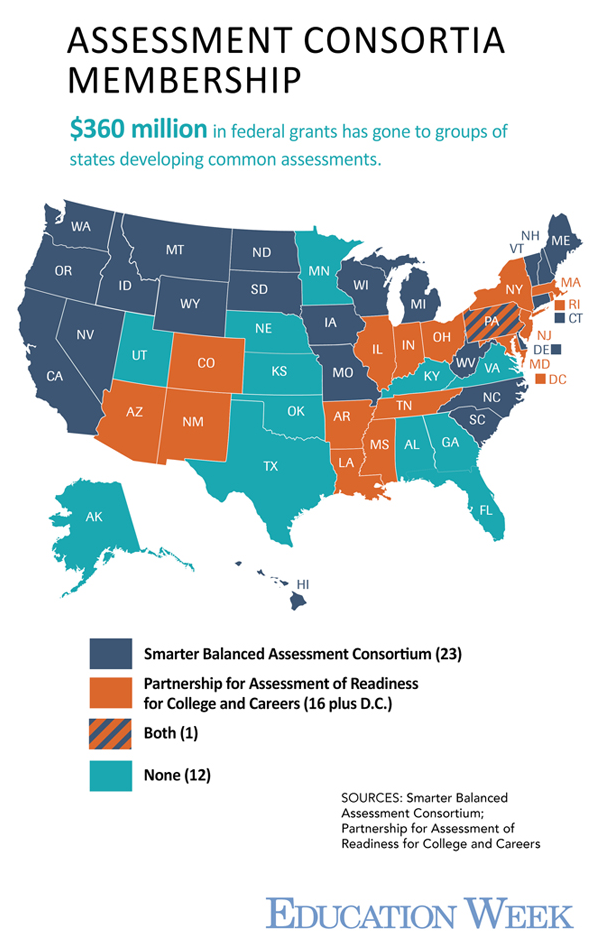 ASSESSMENT CONSORTIA
MEMBERSHIP
$360 million in federal grants has gone to groups of
states developing common assessments.
WA
OR
CA
NV
ID
MT
WY
UT
AZ
CO
NM
ND
SD
NE
KS
OK
TX
MN
IA
MO
AR
LA
WI
IL
MI
IN
OH
KY
TN
MS
AL
GA
FL
SC
NC
VA
WV
PA
NY
VT
NH
ME
MA
RI
CT
NJ
DE
MD
DC
AK
HI
Smarter Balanced Assessment Consortium (23)
Partnership for Assessment of Readiness
for College and Careers (16 plus D.C.)
Both (1)
None (12)
SOURCES: Smarter Balanced
Assessment Consortium;
Partnership for Assessment of
Readiness for College and Careers
EDUCATION WEEK